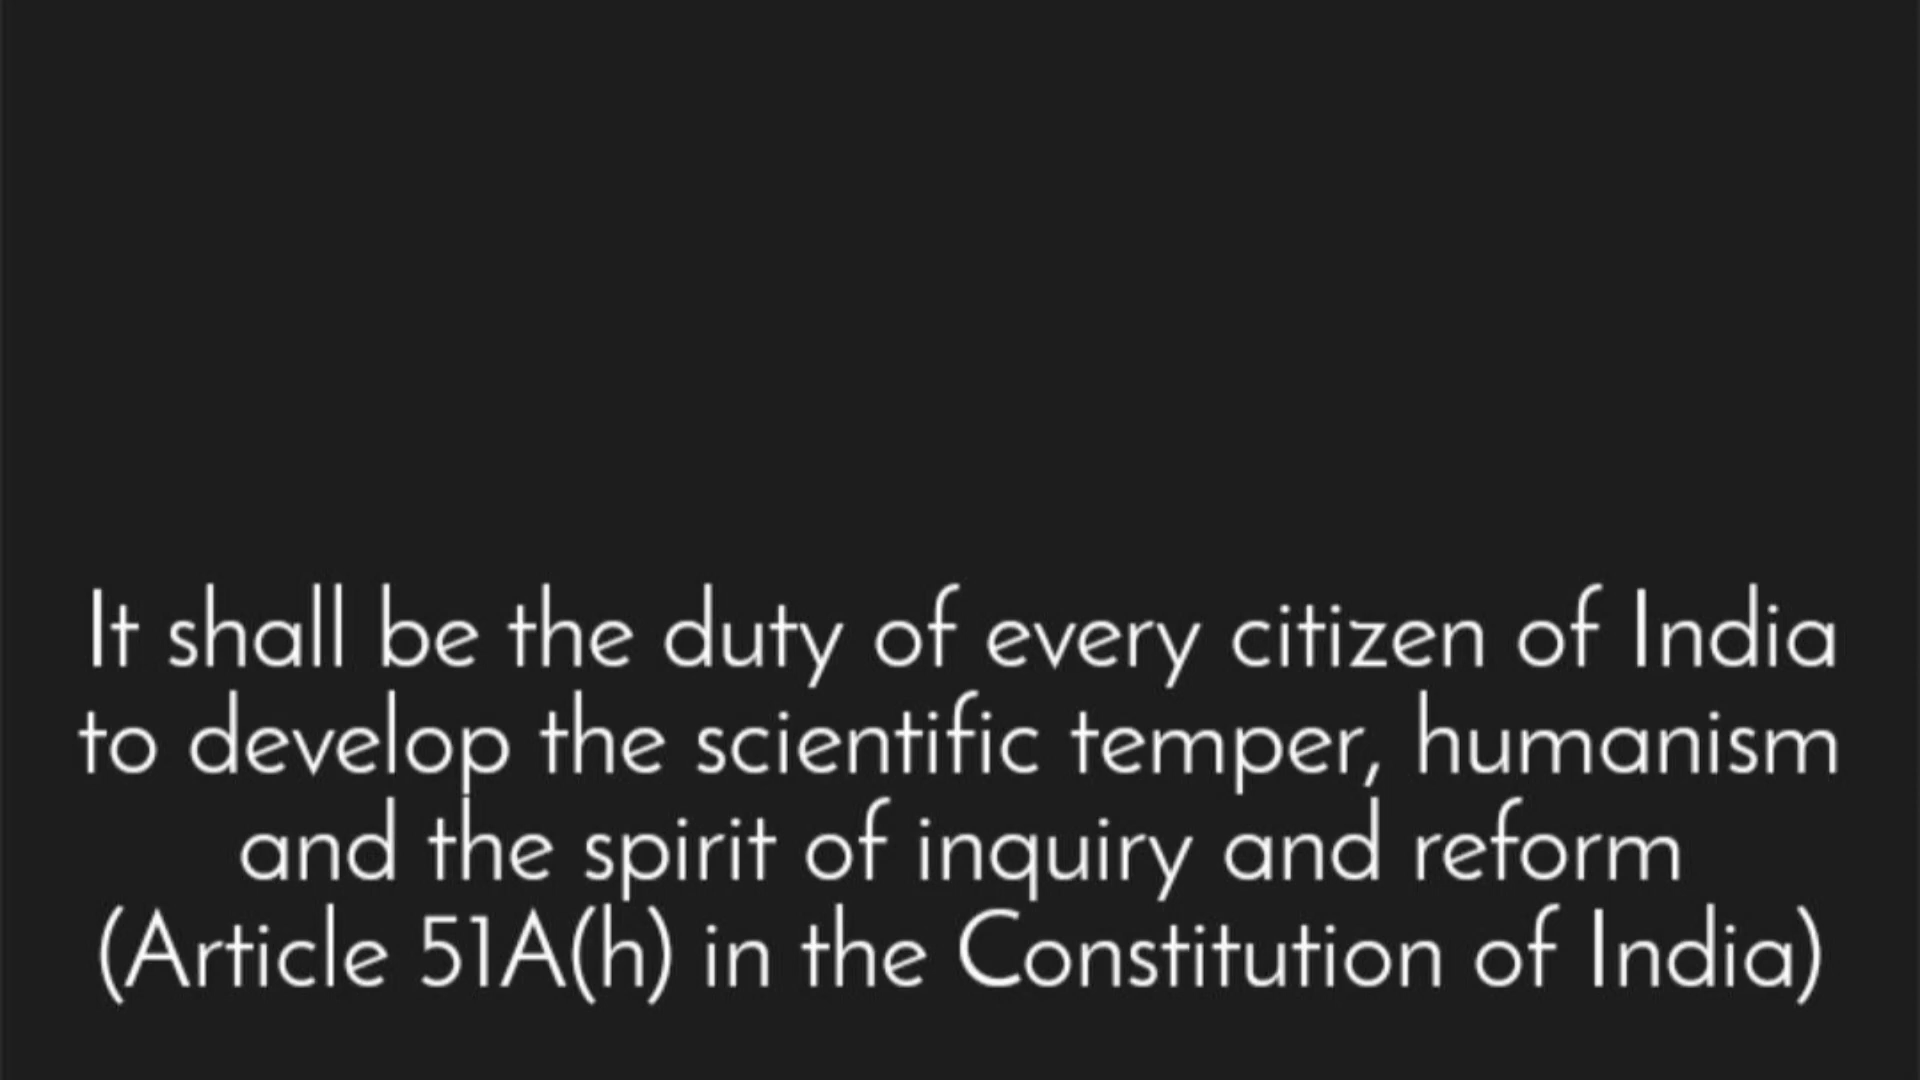 It shall be the duty of every citizen of India
to develop the scientific temper, humanism
and the spirit of inquiry and reform
(Article 51A(h) in the Constitution of India)